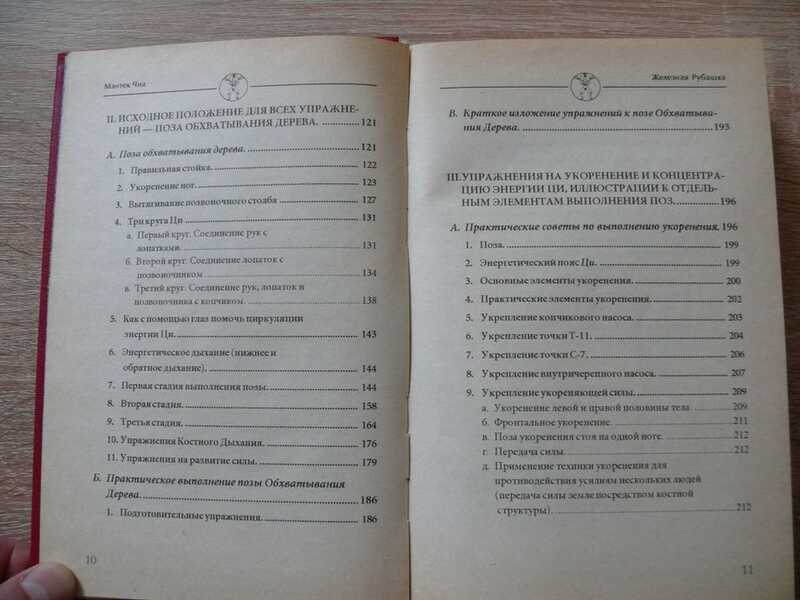 Мантек Чиа
II. ИСХОДНОЕ ПОЛОЖЕНИЕ ДЛЯ ВСЕХ УПРАЖНЕ-
НИЙ — ПОЗА ОБХВАТЫВАНИЯ ДЕРЕВА. 121
А. Поза обхватывания дерева. 121
1. Правильная стойка. 122
2. Укоренение ног. 123
3. Вытягивание позвоночного столба 127
4. Три круга Ци 131
а. Первый круг. Соединение рук с
лопатками. 131
б. Второй круг. Соединение лопаток с
позвоночником 134
в. Третий круг. Соединение рук, лопаток и
позвоночника с копчиком. 138
5. Как с помощью глаз помочь циркуляции
энергии Ци. 143
6. Энергетическое дыхание (нижнее и
обратное дыхание). 144
7. Первая стадия выполнения позы. 144
8. Вторая стадия. 158
9. Третья стадия. 164
10. Упражнения Костного Дыхания. 176
11. Упражнения на развитие силы. 179
Б. Практическое выполнение позы Обхватывания
Дерева. 186
1. Подготовительные упражнения. 186
10
Железная Рубашка
В. Краткое изложение упражнений к позе Обхватыва-
ния Дерева. 193
III. УПРАЖНЕНИЯ НА УКОРЕНЕНИЕ И КОНЦЕНТРА-
ЦИЮ ЭНЕРГИИ ЦИ, ИЛЛЮСТРАЦИИ К ОТДЕЛЬ-
НЫМ ЭЛЕМЕНТАМ ВЫПОЛНЕНИЯ ПОЗ. 196
А. Практические советы по выполнению укоренения. 196
1. Поза. 199
2. Энергетический пояс Ци. 199
3. Основные элементы укоренения. 200
4. Практические элементы укоренения. 202
5. Укрепление копчикового насоса. 203
6. Укрепление точки Т-11. 204
7. Укрепление точки С-7. 206
8. Укрепление внутричерепного насоса. 207
9. Укрепление укореняющей силы. 209
а. Укоренение левой и правой половины тела 209
б. Фронтальное укоренение 211
в. Поза укоренения стоя на одной ноге 212
г. Передача силы 212
д. Применение техники укоренения для
противодействия усилиям нескольких людей
(передача силы земле посредством костной
структуры) 212
11